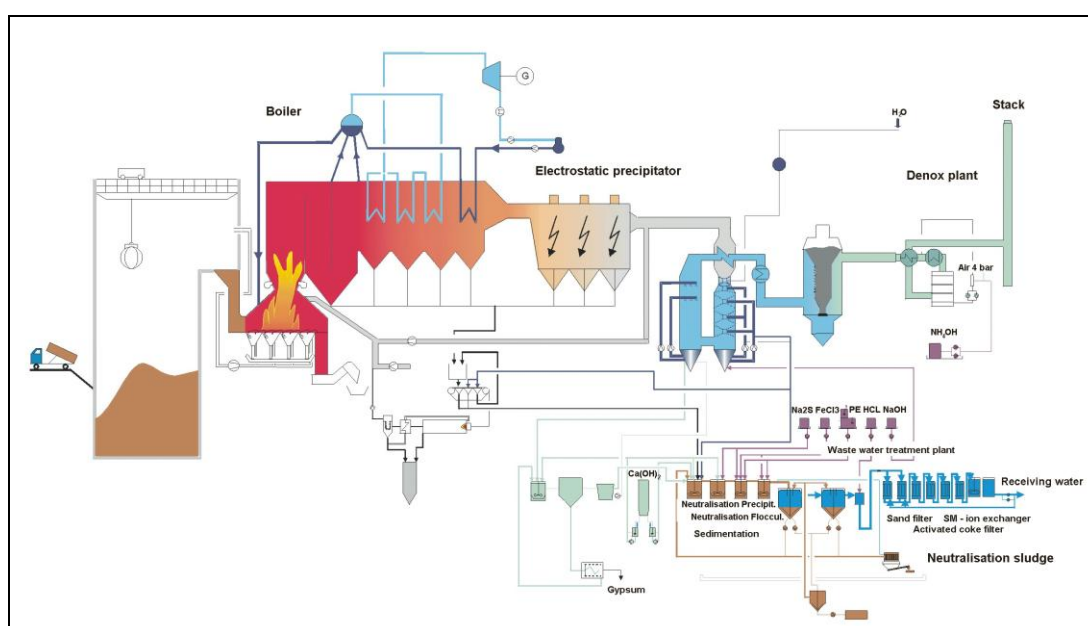 G
Boiler
Stack
H₂O
Electrostatic precipitator
Denox plant
Air 4 bar
NH₃OH
Na2S FeCl3 PE HCL NaOH
Waste water treatment plant
Ca(OH)₂
Receiving water
Neutralisation Precipit.
Sand filter SM - ion exchanger
Neutralisation Floccul.
Activated coke filter
Sedimentation
Neutralisation sludge
Gypsum